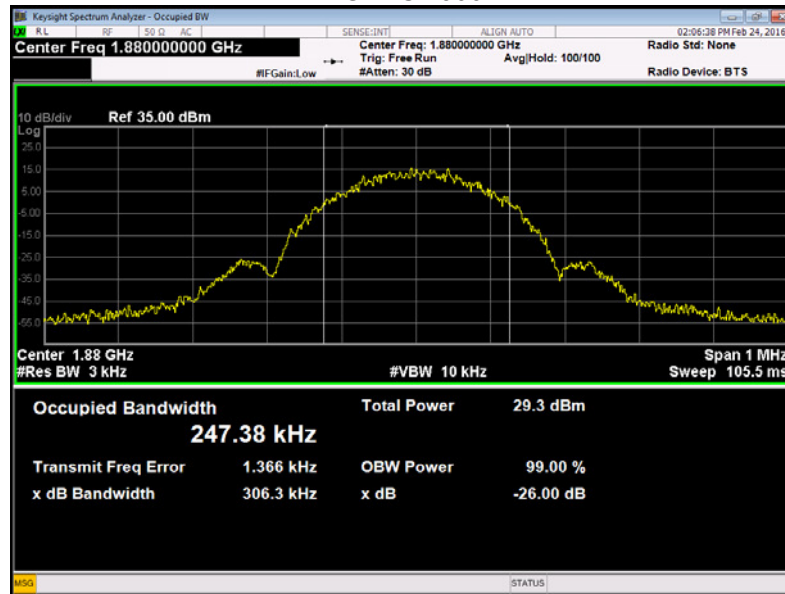 Keysight Spectrum Analyzer - Occupied BW
RL RF 50 Ω AC SENSE:INT ALIGN AUTO 02:06:38 PM Feb 24, 2016
Center Freq 1.880000000 GHz
Center Freq: 1.880000000 GHz Radio Std: None
Trig: Free Run Avg|Hold: 100/100
#IFGain:Low #Atten: 30 dB Radio Device: BTS
10 dB/div Ref 35.00 dBm
Log
25.0
15.0
5.00
-5.00
-15.0
-25.0
-35.0
-45.0
-55.0
Center 1.88 GHz Span 1 MHz
#Res BW 3 kHz #VBW 10 kHz Sweep 105.5 ms
Occupied Bandwidth Total Power 29.3 dBm
247.38 kHz
Transmit Freq Error 1.366 kHz OBW Power 99.00 %
x dB Bandwidth 306.3 kHz x dB -26.00 dB
MSG STATUS